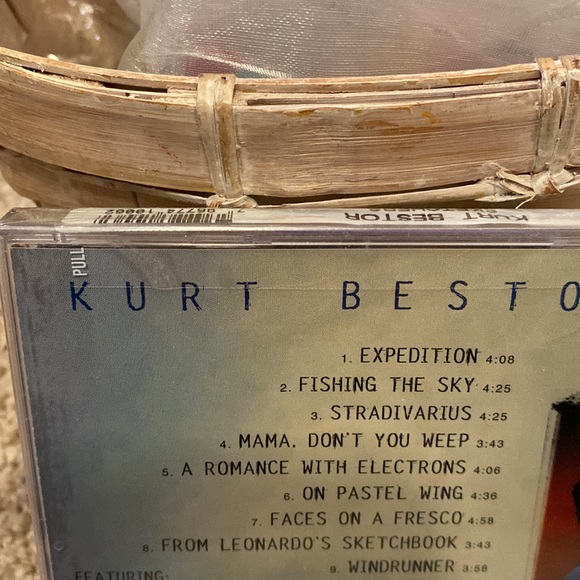 KURT BESTOR
PULL
KURT BESTO
1. EXPEDITION 4:08
2. FISHING THE SKY 4:25
3. STRADIVARIUS 4:25
4. MAMA, DON'T YOU WEEP 3:43
5. A ROMANCE WITH ELECTRONS 4:06
6. ON PASTEL WING 4:36
7. FACES ON A FRESCO 4:58
8. FROM LEONARDO'S SKETCHBOOK 3:43
9. WINDRUNNER 3:58
FEATURING: